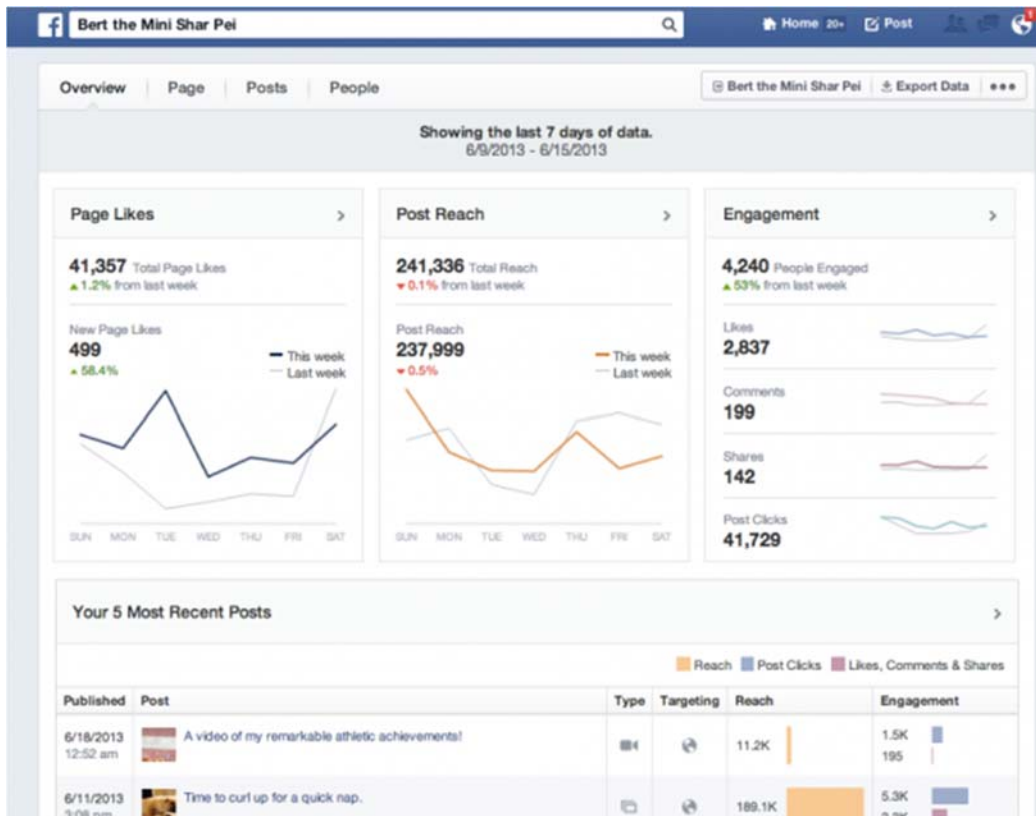 f Bert the Mini Shar Pei Home 20+ Post 1
Overview Page Posts People Bert the Mini Shar Pei Export Data
Showing the last 7 days of data.
6/9/2013 - 6/15/2013
Page Likes
41,357 Total Page Likes
1.2% from last week
New Page Likes
499
58.4%
This week
Last week
SUN MON TUE WED THU FRI SAT
Post Reach
241,336 Total Reach
0.1% from last week
Post Reach
237,999
0.5%
This week
Last week
SUN MON TUE WED THU FRI SAT
Engagement
4,240 People Engaged
53% from last week
Likes
2,837
Comments
199
Shares
142
Post Clicks
41,729
Your 5 Most Recent Posts
Reach Post Clicks Likes, Comments & Shares
Published Post Type Targeting Reach Engagement
6/18/2013 A video of my remarkable athletic achievements! 11.2K 1.5K
12:52 am 195
6/11/2013 Time to curl up for a quick nap. 189.1K 5.3K